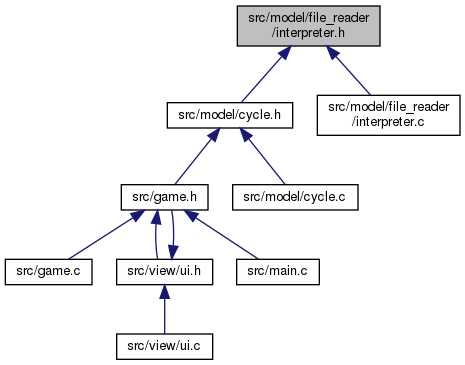 src/model/file_reader
/interpreter.h
src/model/cycle.h
src/model/file_reader
/interpreter.c
src/game.h
src/model/cycle.c
src/game.c
src/view/ui.h
src/main.c
src/view/ui.c